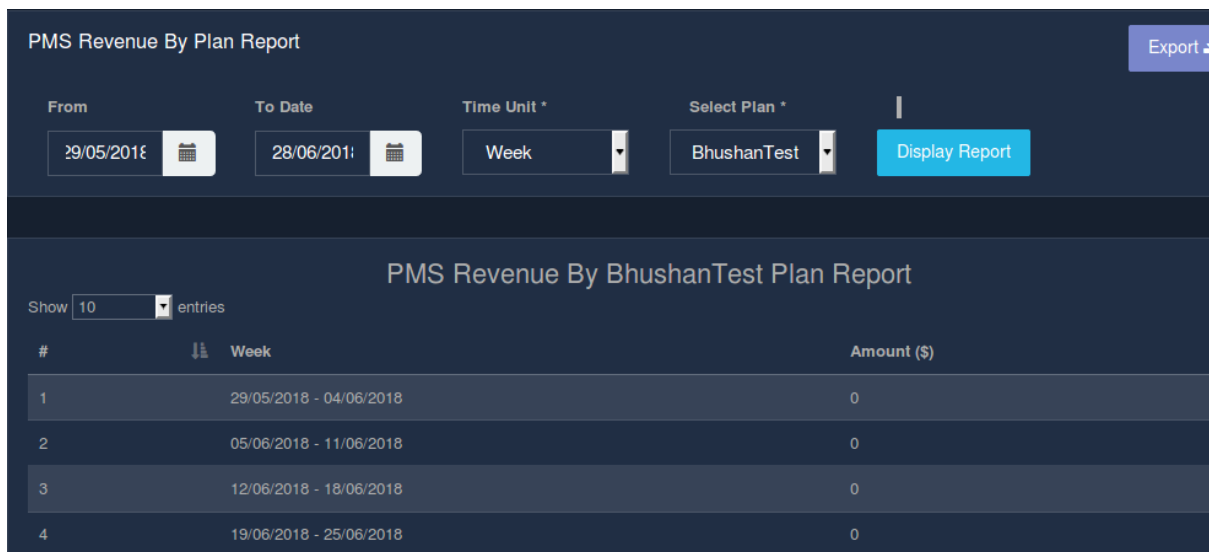 PMS Revenue By Plan Report
Export
From To Date Time Unit * Select Plan *
29/05/2018 28/06/201 Week BhushanTest Display Report
PMS Revenue By BhushanTest Plan Report
Show 10 entries
# Week Amount ($)
1 29/05/2018 - 04/06/2018 0
2 05/06/2018 - 11/06/2018 0
3 12/06/2018 - 18/06/2018 0
4 19/06/2018 - 25/06/2018 0